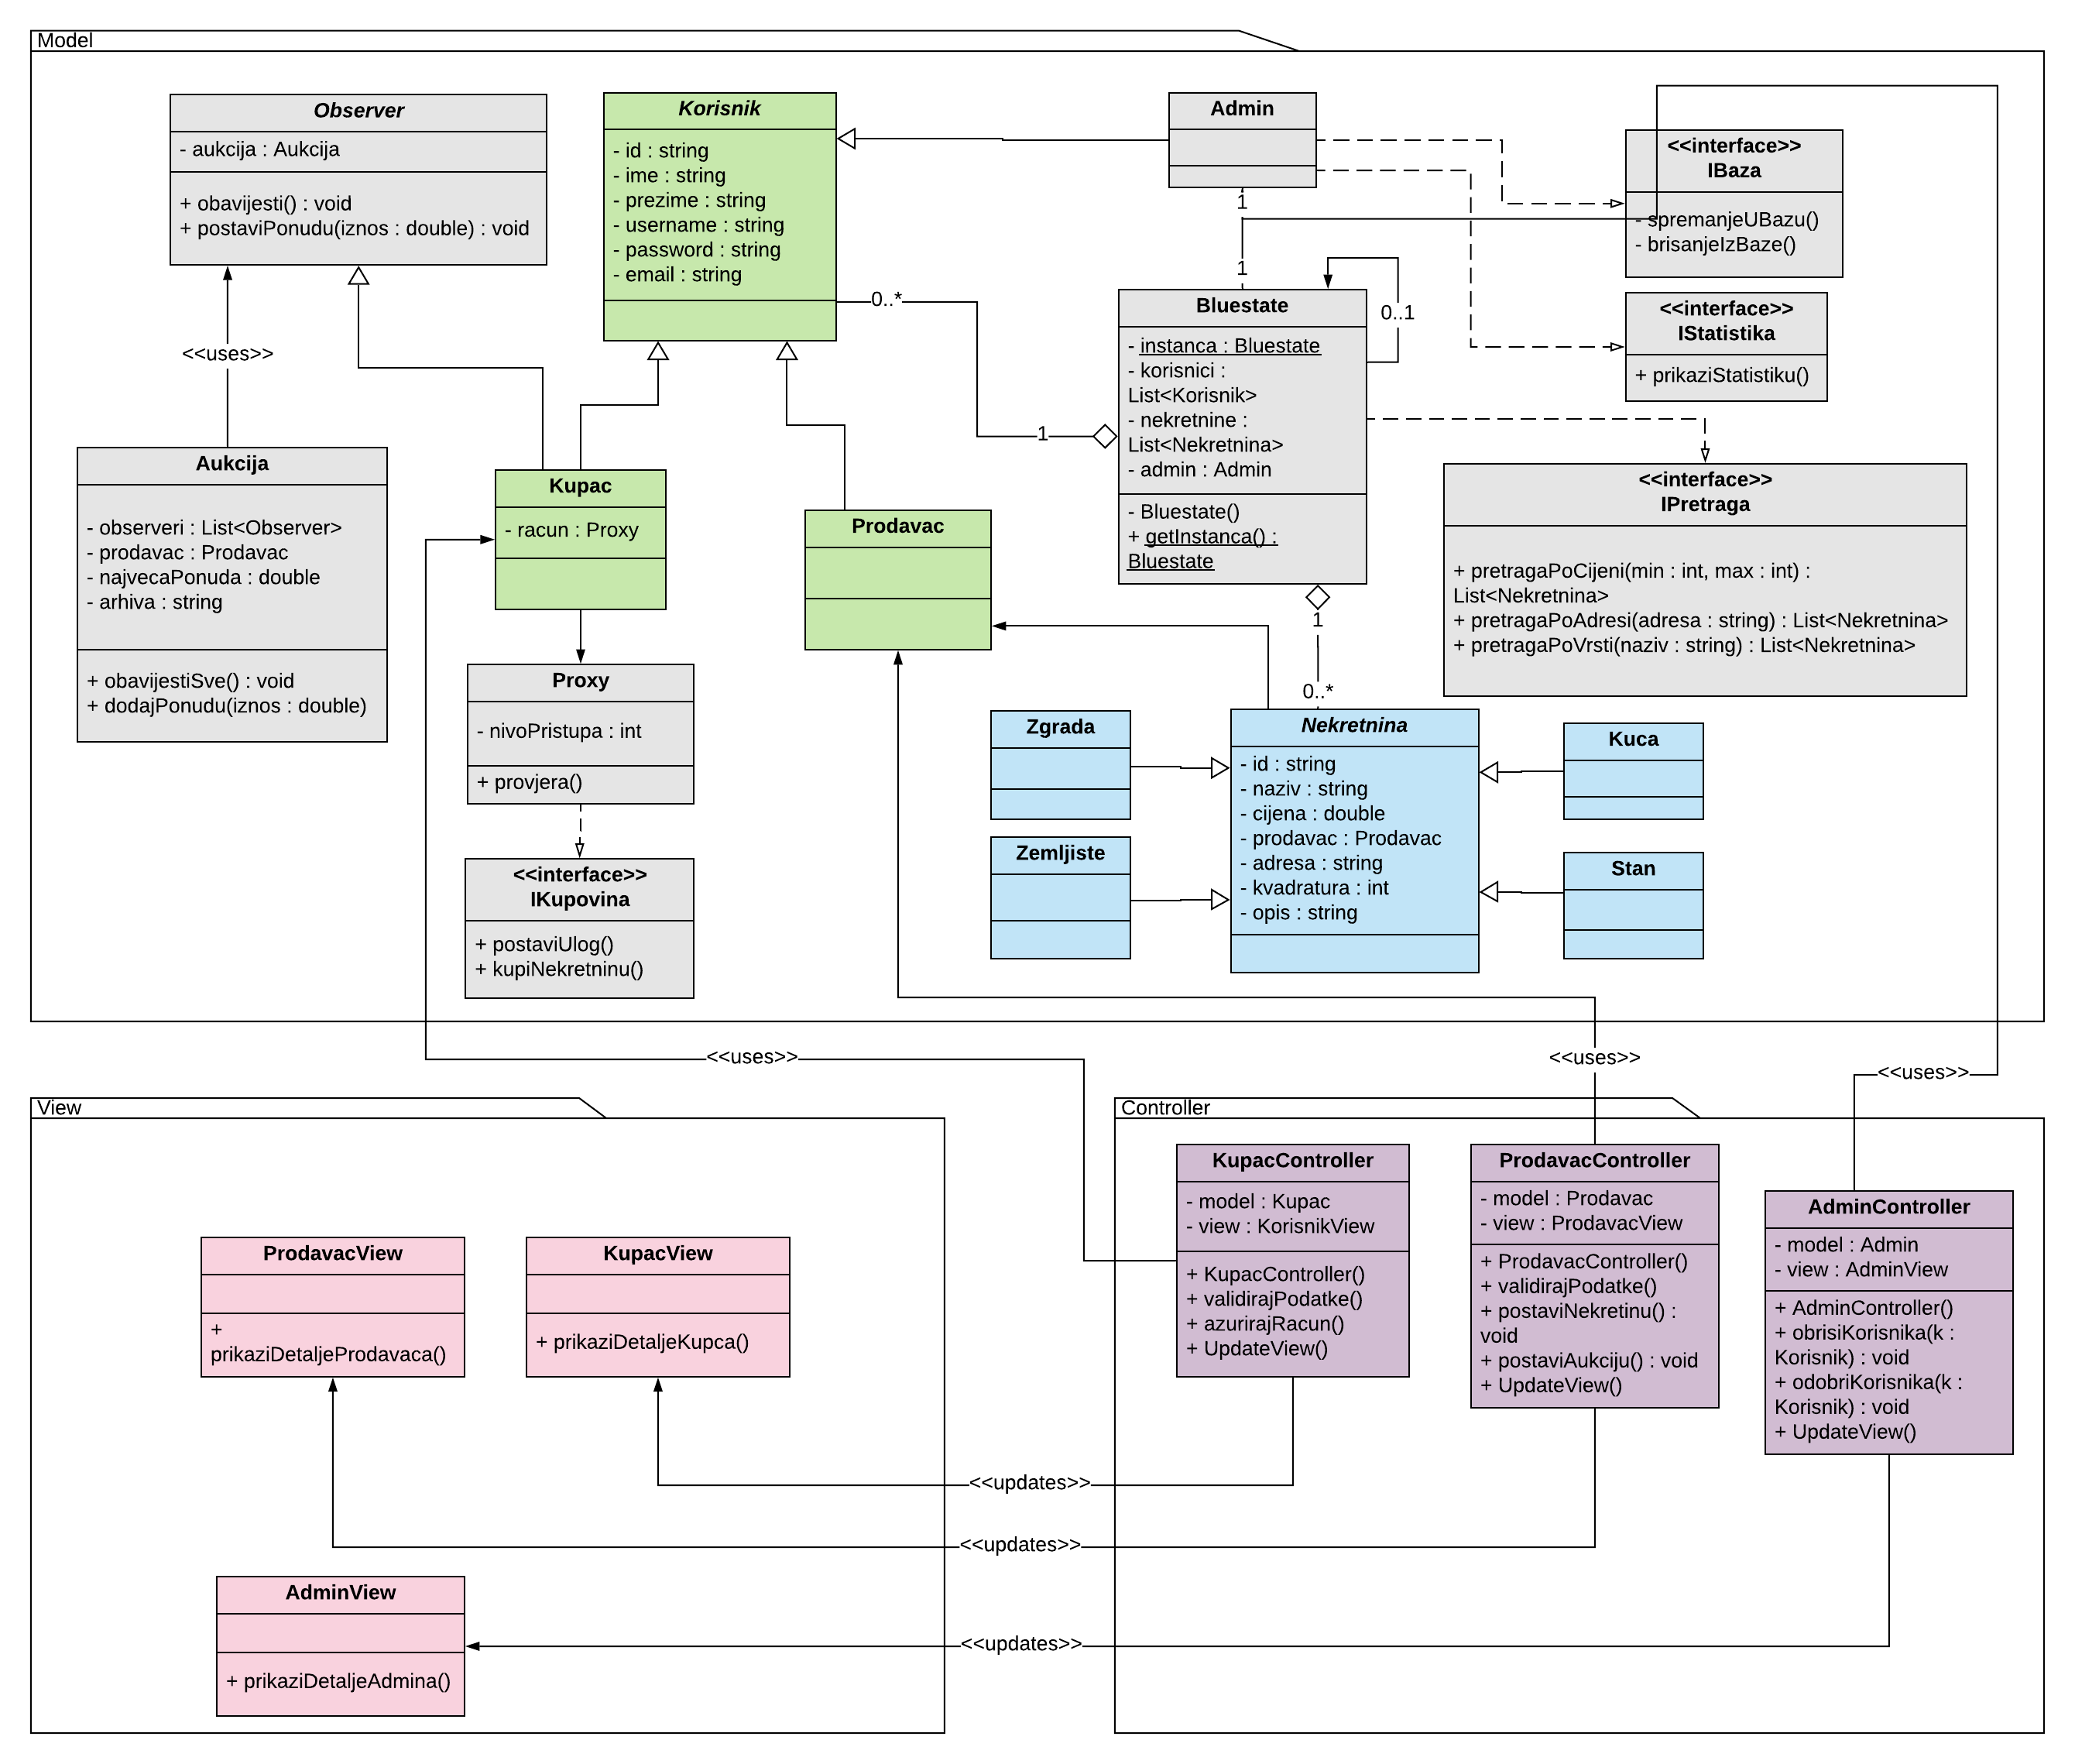 Model
Observer
- aukcija : Aukcija
+ obavijesti() : void
+ postaviPonudu(iznos : double) : void
Korisnik
- id : string
- ime : string
- prezime : string
- username : string
- password : string
- email : string
Admin
<<interface>>
IBaza
- spremanjeUBazu()
- brisanjeIzBaze()
1
1
0..*
1
<<uses>>
Bluestate
- instanca : Bluestate
- korisnici :
List<Korisnik>
- nekretnine :
List<Nekretnina>
- admin : Admin
- Bluestate()
+ getInstanca() :
Bluestate
0..1
<<interface>>
IStatistika
+ prikaziStatistiku()
Aukcija
- observeri : List<Observer>
- prodavac : Prodavac
- najvecaPonuda : double
- arhiva : string
+ obavijestiSve() : void
+ dodajPonudu(iznos : double)
Kupac
- racun : Proxy
Prodavac
<<interface>>
IPretraga
+ pretragaPoCijeni(min : int, max : int) :
List<Nekretnina>
+ pretragaPoAdresi(adresa : string) : List<Nekretnina>
+ pretragaPoVrsti(naziv : string) : List<Nekretnina>
1
0..*
Proxy
- nivoPristupa : int
+ provjera()
Zgrada
Zemljiste
Nekretnina
- id : string
- naziv : string
- cijena : double
- prodavac : Prodavac
- adresa : string
- kvadratura : int
- opis : string
Kuca
Stan
<<interface>>
IKupovina
+ postaviUlog()
+ kupiNekretninu()
<<uses>>
<<uses>>
<<uses>>
View
ProdavacView
+
prikaziDetaljeProdavaca()
KupacView
+ prikaziDetaljeKupca()
AdminView
+ prikaziDetaljeAdmina()
Controller
KupacController
- model : Kupac
- view : KorisnikView
+ KupacController()
+ validirajPodatke()
+ azurirajRacun()
+ UpdateView()
ProdavacController
- model : Prodavac
- view : ProdavacView
+ ProdavacController()
+ validirajPodatke()
+ postaviNekretinu() :
void
+ postaviAukciju() : void
+ UpdateView()
AdminController
- model : Admin
- view : AdminView
+ AdminController()
+ obrisiKorisnika(k :
Korisnik) : void
+ odobriKorisnika(k :
Korisnik) : void
+ UpdateView()
<<updates>>
<<updates>>
<<updates>>